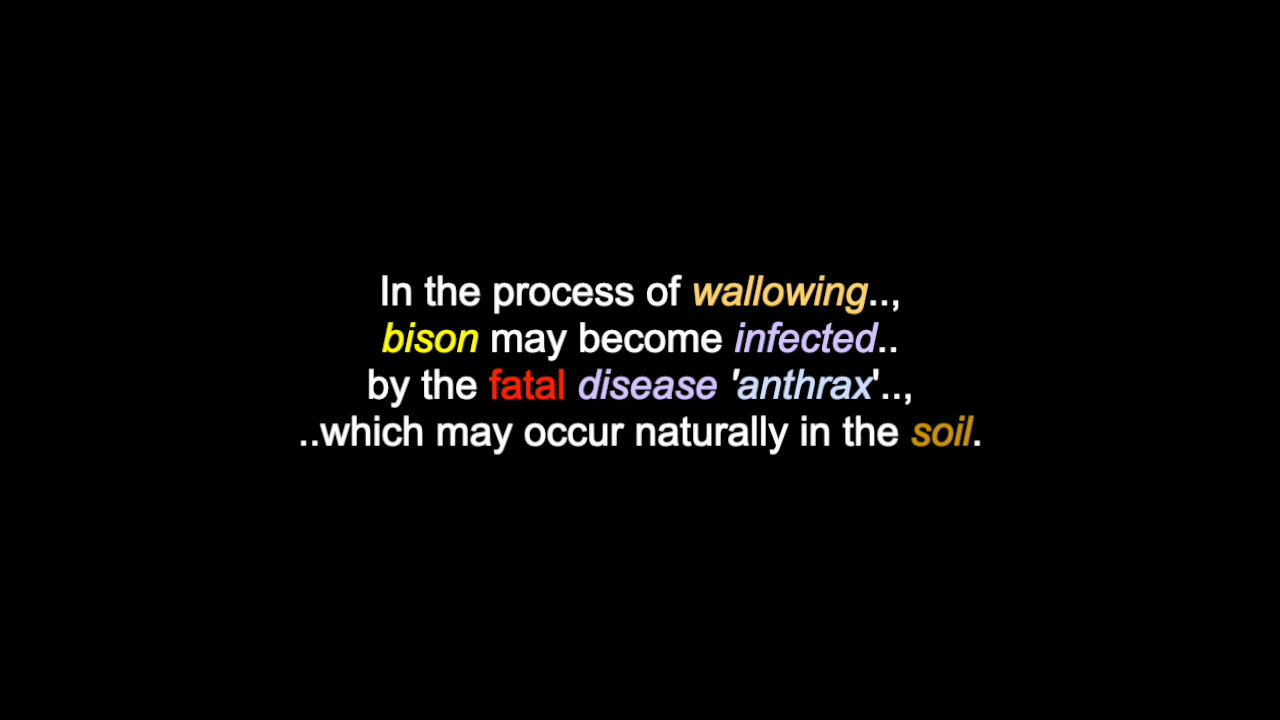 In the process of wallowing..,
bison may become infected..
by the fatal disease 'anthrax'..,
..which may occur naturally in the soil.